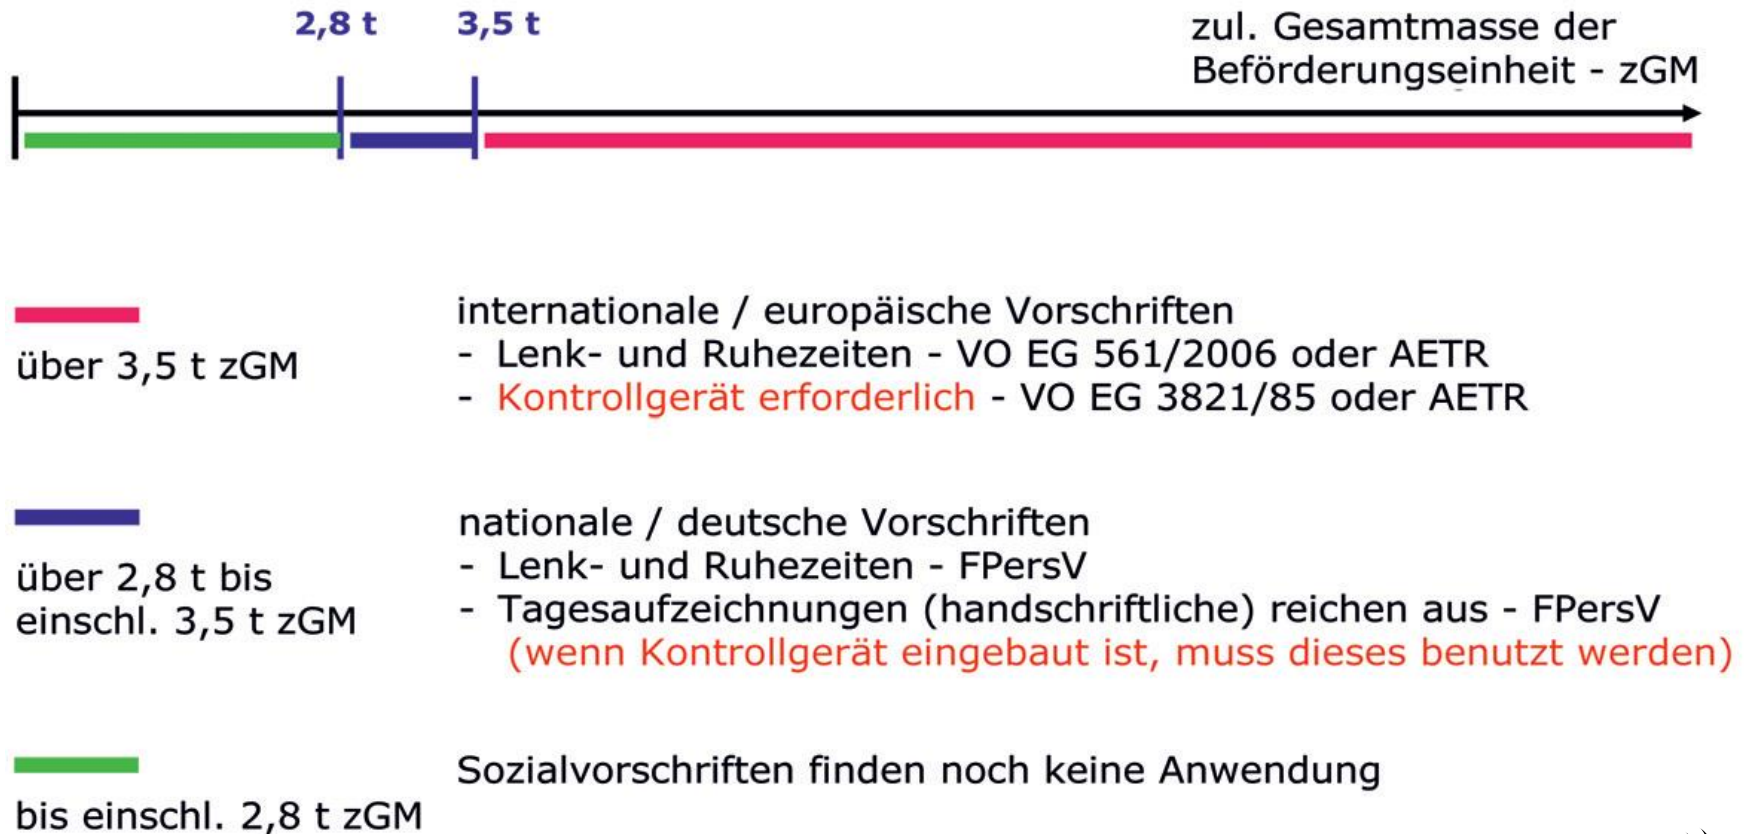 2,8 t 3,5 t
zul. Gesamtmasse der
Beförderungseinheit - zGM
internationale / europäische Vorschriften
über 3,5 t zGM
- Lenk- und Ruhezeiten - VO EG 561/2006 oder AETR
- Kontrollgerät erforderlich - VO EG 3821/85 oder AETR
nationale / deutsche Vorschriften
- Lenk- und Ruhezeiten - FPersV
über 2,8 t bis
einschl. 3,5 t zGM
- Tagesaufzeichnungen (handschriftliche) reichen aus - FPersV
(wenn Kontrollgerät eingebaut ist, muss dieses benutzt werden)
Sozialvorschriften finden noch keine Anwendung
bis einschl. 2,8 t zGM